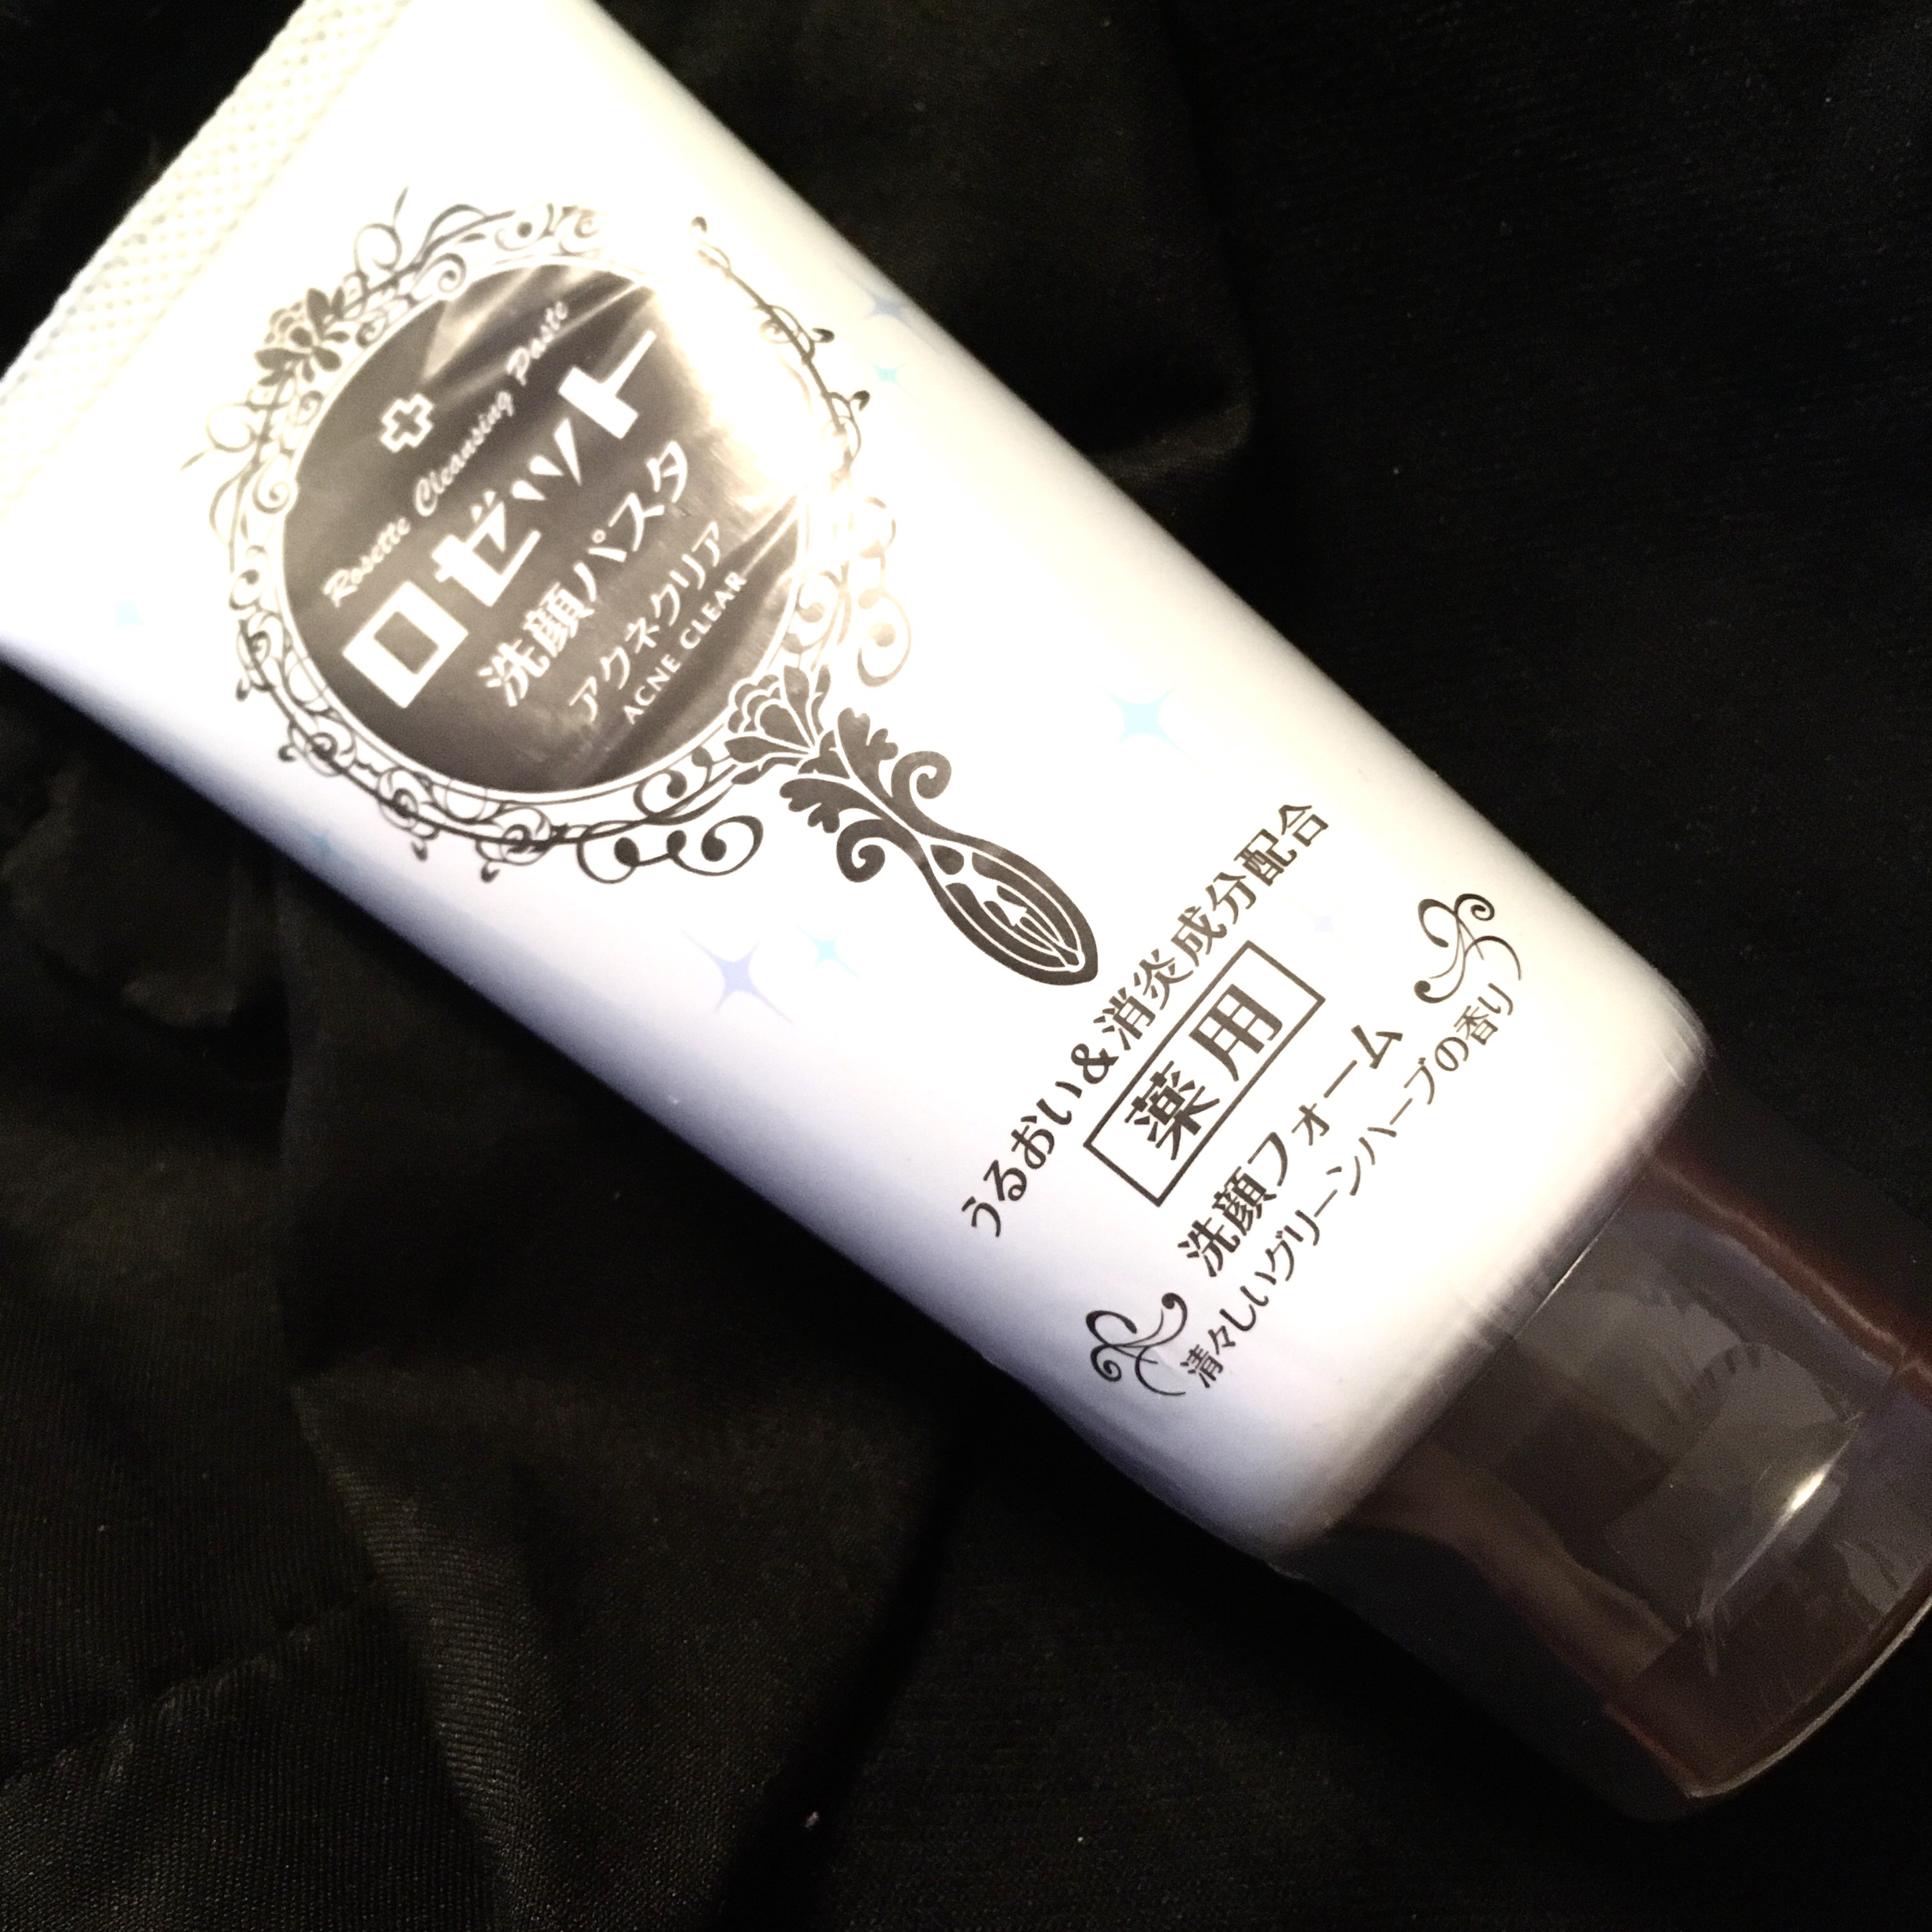 Rosette Cleansing Paste
ロゼット
洗顔パスタ
アクネクリア
ACNE CLEAR
うるおい&消炎成分配合
薬用
洗顔フォーム
清々しいグリーンハーブの香り